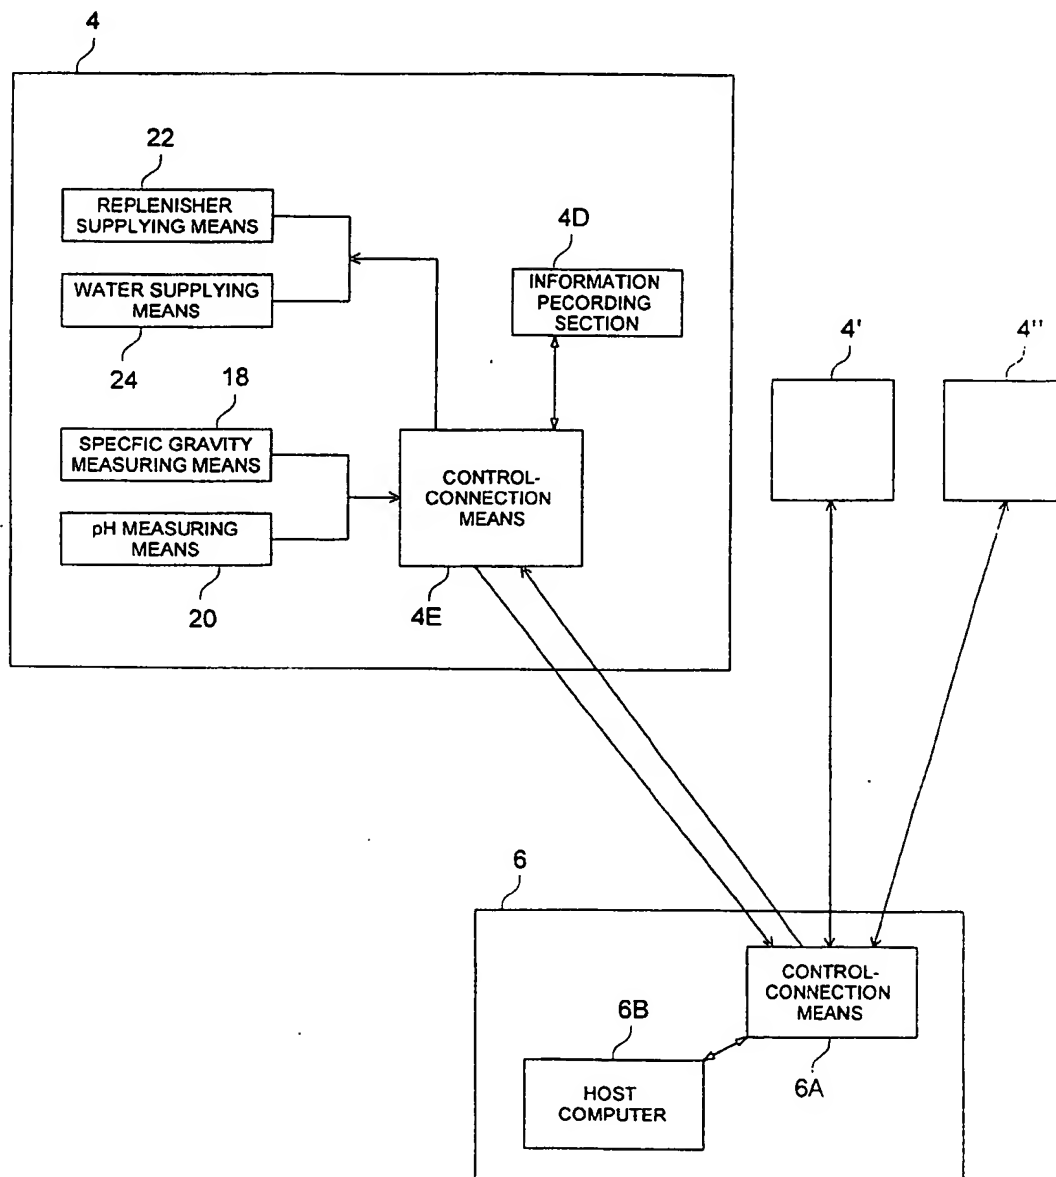 4
22
REPLENISHER
SUPPLYING MEANS
4D
INFORMATION
PECORDING
SECTION
WATER SUPPLYING
MEANS
24
4'
4"
18
SPECFIC GRAVITY
MEASURING MEANS
CONTROL-
CONNECTION
MEANS
pH MEASURING
MEANS
20
4E
6
CONTROL-
CONNECTION
MEANS
6B
6A
HOST
COMPUTER